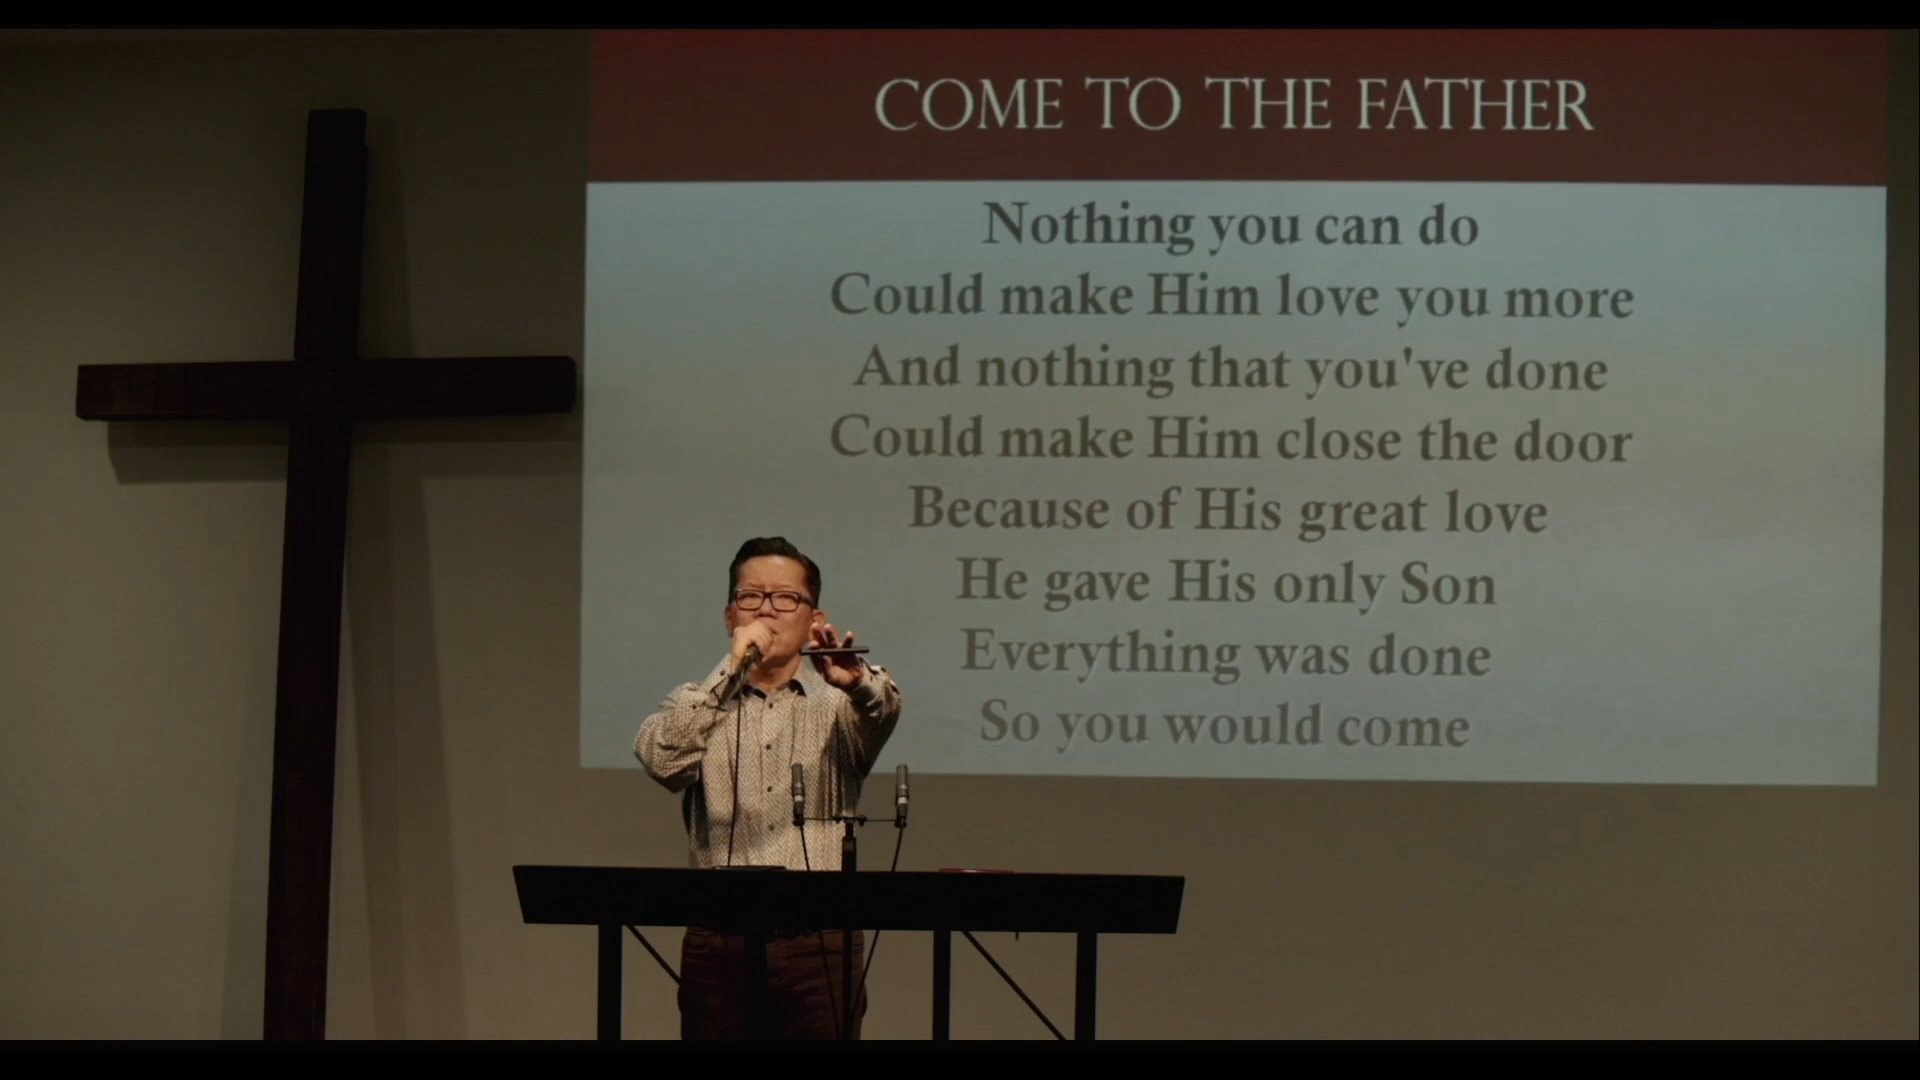 COME TO THE FATHER
Nothing you can do
Could make Him love you more
And nothing that you've done
Could make Him close the door
Because of His great love
He gave His only Son
Everything was done
So you would come